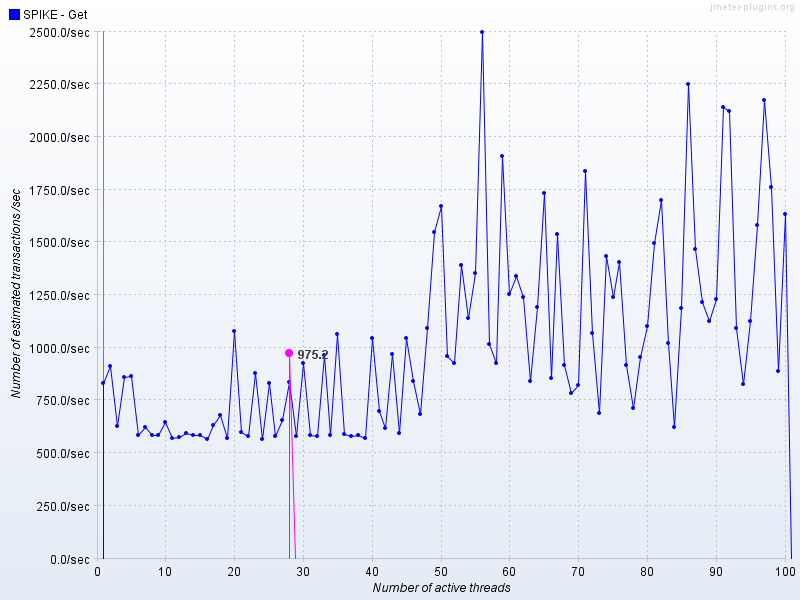 jmeter-plugins.org
SPIKE - Get
2500.0/sec
2250.0/sec
2000.0/sec
1750.0/sec
1500.0/sec
1250.0/sec
1000.0/sec
750.0/sec
500.0/sec
250.0/sec
0.0/sec
Number of estimated transactions /sec
975.2
0 10 20 30 40 50 60 70 80 90 100
Number of active threads